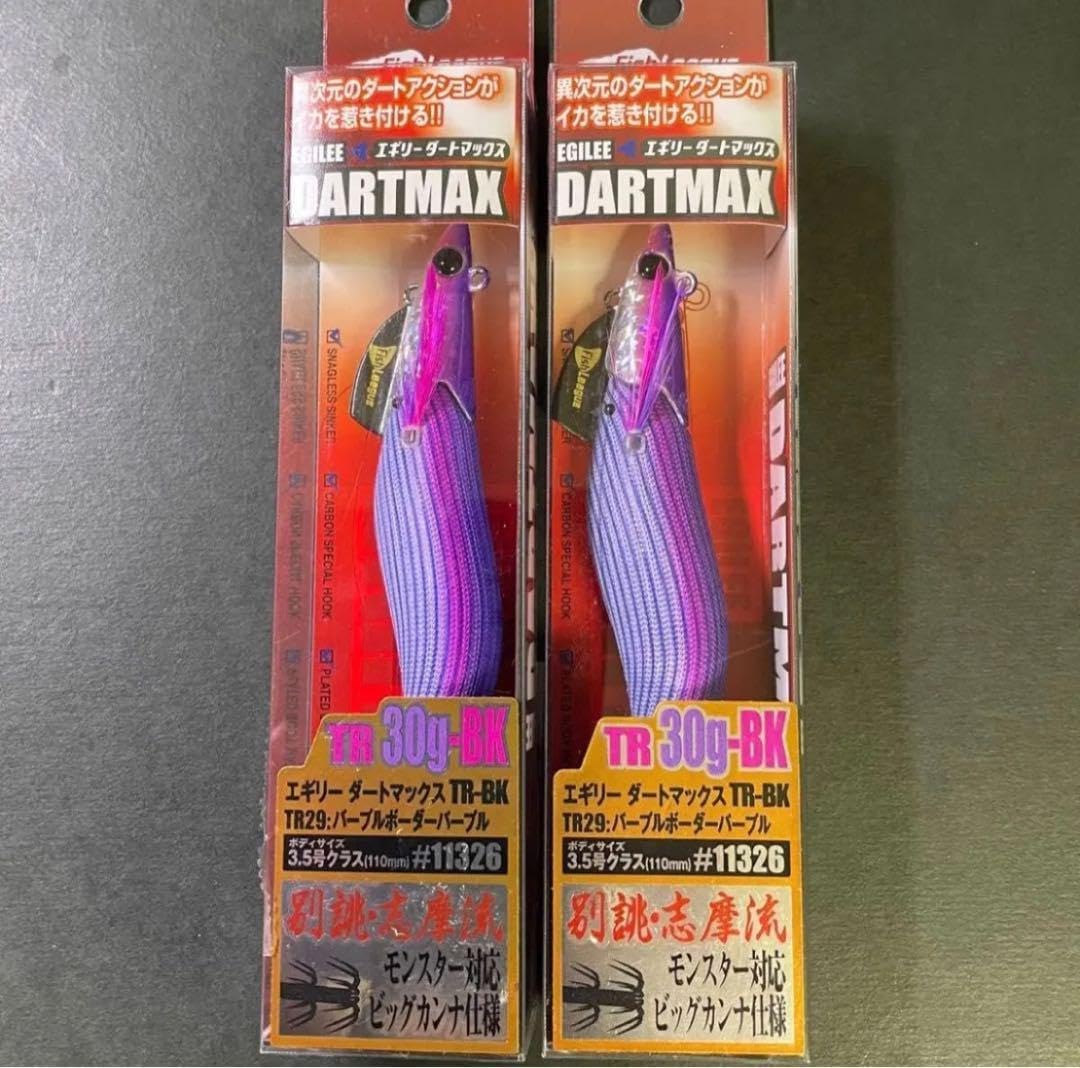 FishLeague
異次元のダートアクションが
イカを惹き付ける!!
EGILEE エギリー ダートマックス
DARTMAX
FishLeague
SNAGLESS SINKER
CARBON SPECIAL HOOK
PLATED
TR 30g-BK
エギリー ダートマックス TR-BK
TR29:パープルボーダーパープル
ボディサイズ
3.5号クラス(110mm) #11326
別誂・志摩流
モンスター対応
ビッグカンナ仕様
FishLeague
異次元のダートアクションが
イカを惹き付ける!!
EGILEE エギリー ダートマックス
DARTMAX
FishLeague
CARBON SPECIAL HOOK
PLATED
DARTM
TR 30g-BK
エギリー ダートマックス TR-BK
TR29:パープルボーダーパープル
ボディサイズ
3.5号クラス(110mm) #11326
別誂・志摩流
モンスター対応
ビッグカンナ仕様